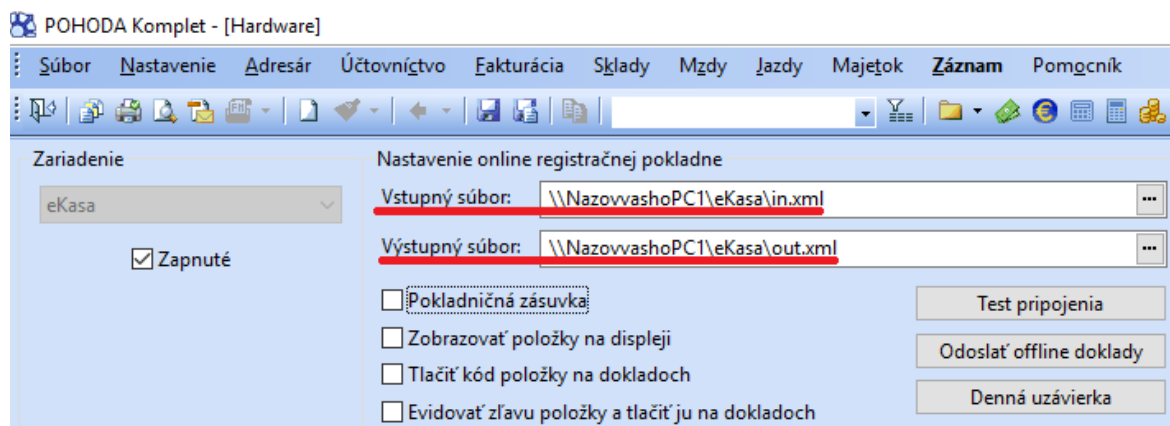 POHODA Komplet - [Hardware]
Súbor Nastavenie Adresár Účtovníctvo Fakturácia Sklady Mzdy Jazdy Majetok Záznam Pomocník
Zariadenie
eKasa
Zapnuté
Nastavenie online registračnej pokladne
Vstupný súbor: \\NazovvashoPC1\eKasa\in.xml ...
Výstupný súbor: \\NazovvashoPC1\eKasa\out.xml ...
Pokladničná zásuvka
Zobrazovať položky na displeji
Tlačiť kód položky na dokladoch
Evidovať zľavu položky a tlačiť ju na dokladoch
Test pripojenia
Odoslať offline doklady
Denná uzávierka